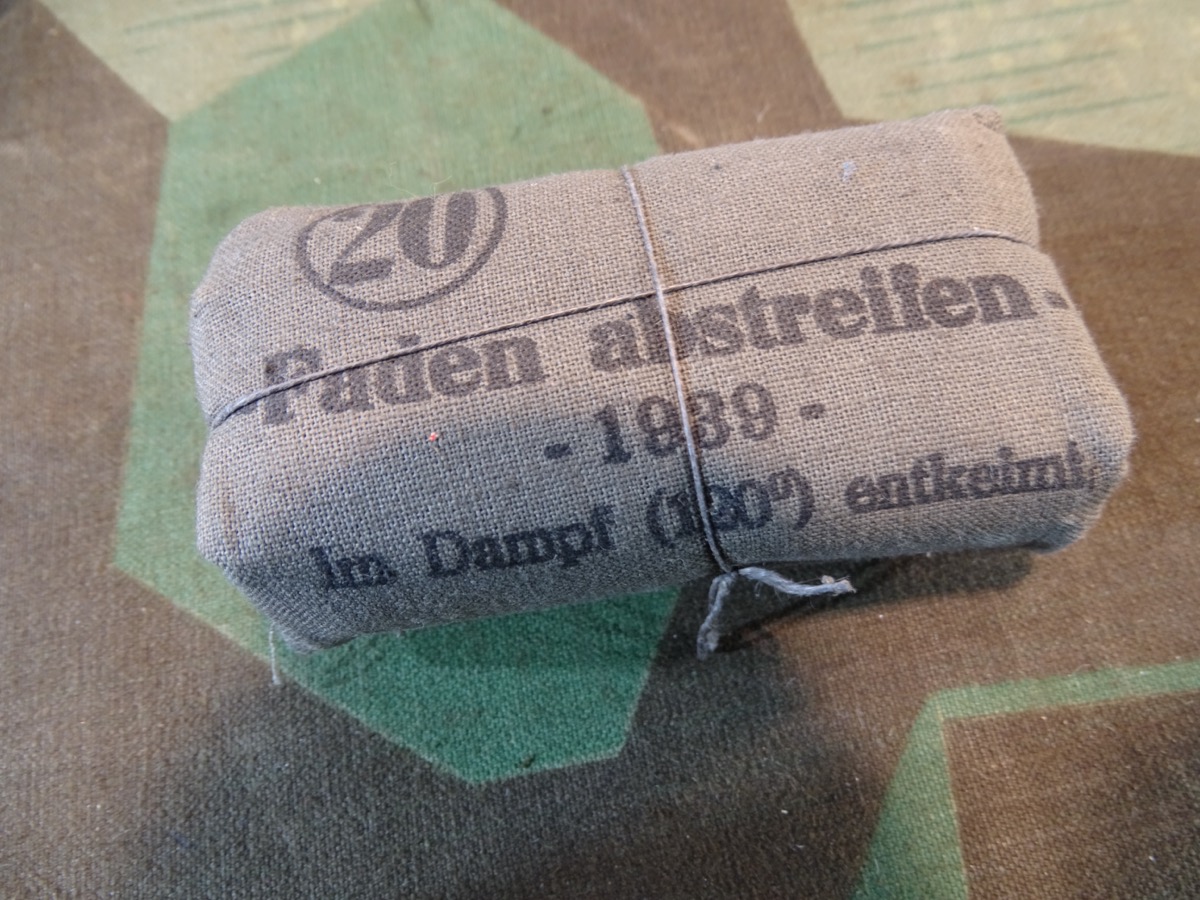 20
Faden abstreifen -
- 1939 -
Im Dampf (120°) entkeimt